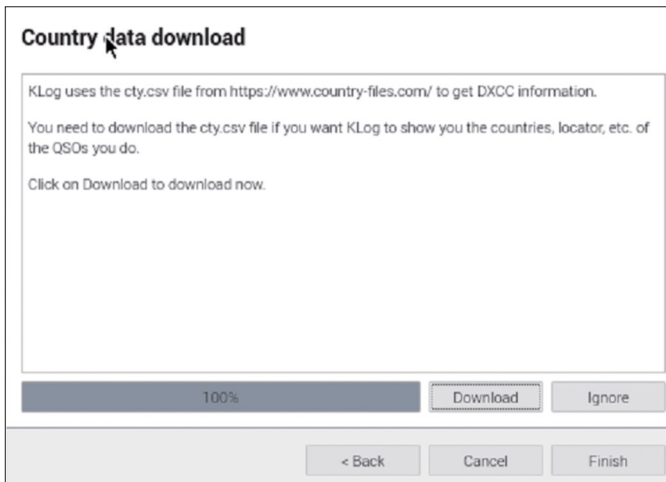 Country data download
KLog uses the cty.csv file from https://www.country-files.com/ to get DXCC information.
You need to download the cty.csv file if you want KLog to show you the countries, locator, etc. of
the QSOs you do.
Click on Download to download now.
100%
Download
Ignore
< Back
Cancel
Finish